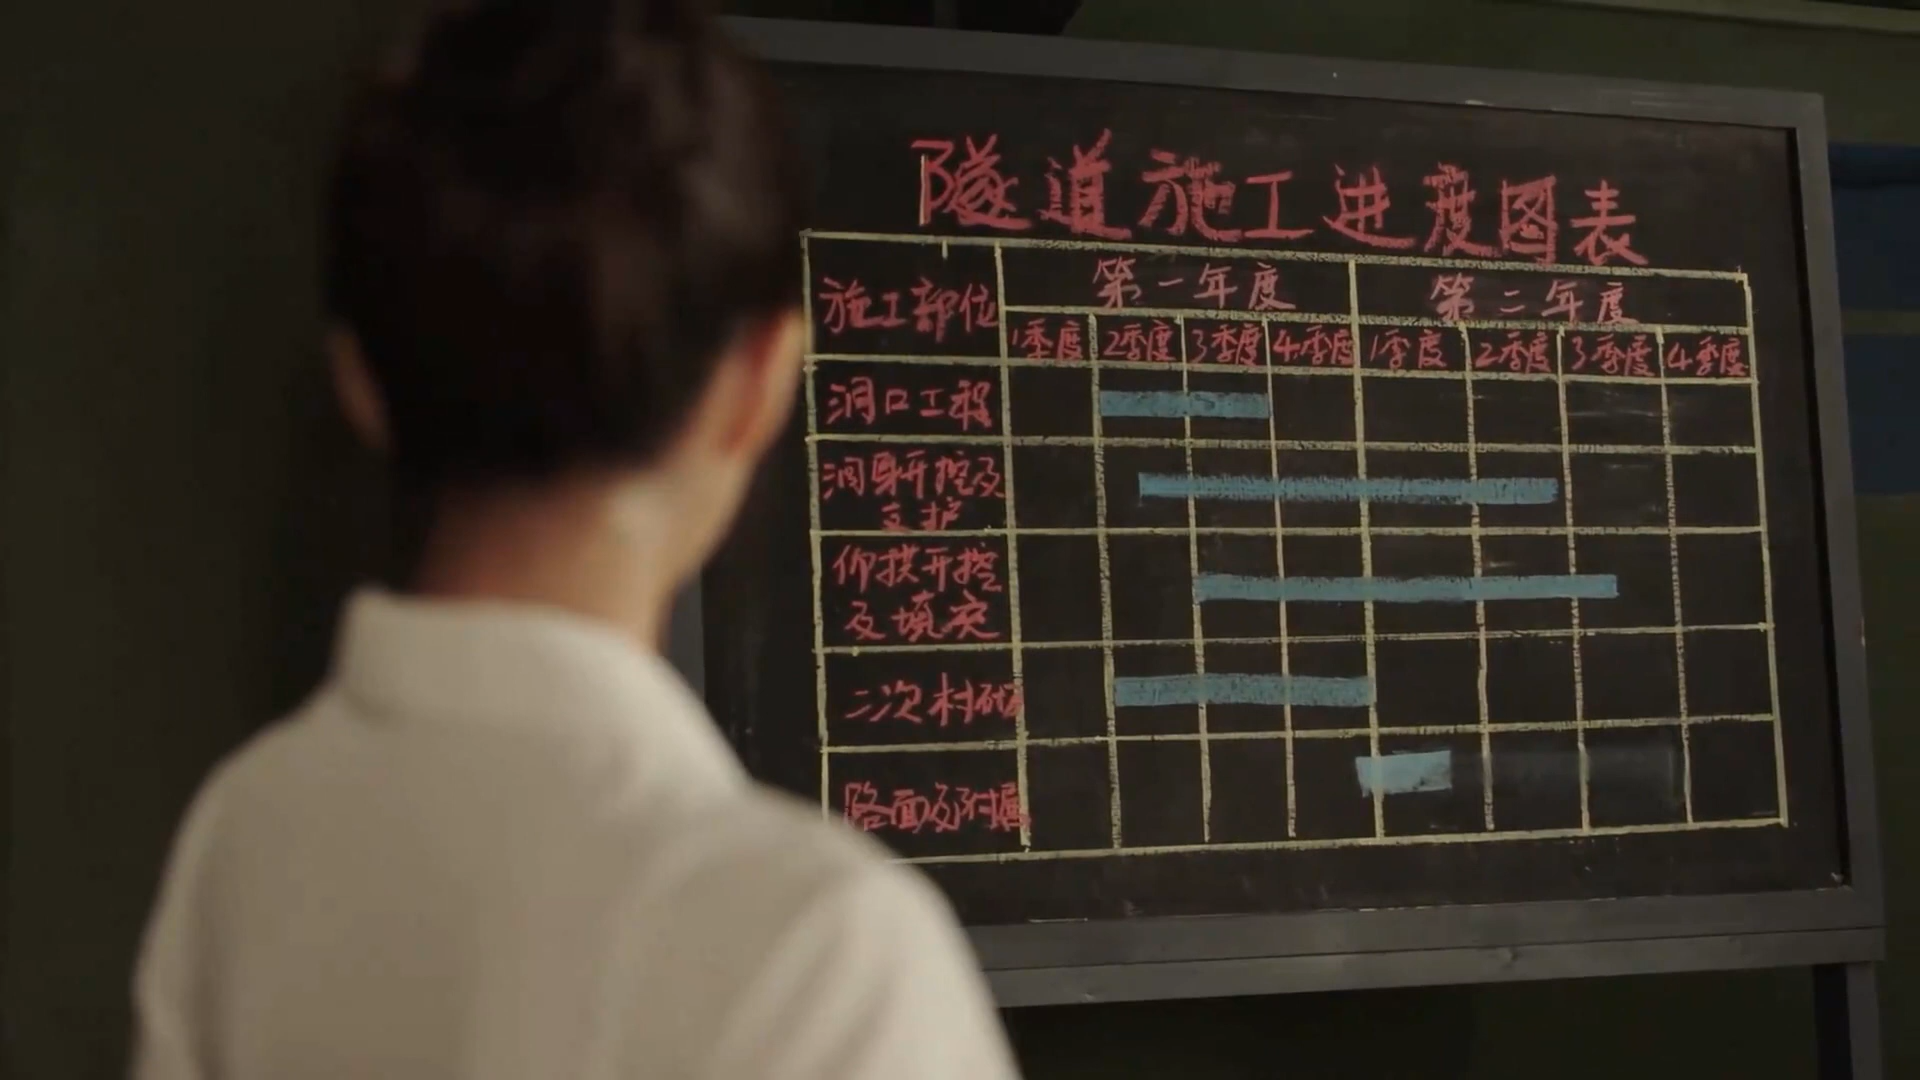 隧道施工进度图表
施工部位
第一年度
第二年度
1季度 2季度 3季度 4季度 1季度 2季度 3季度 4季度
洞口工程
洞身开挖及
支护
仰拱开挖
及填充
二次衬砌
路面及附属